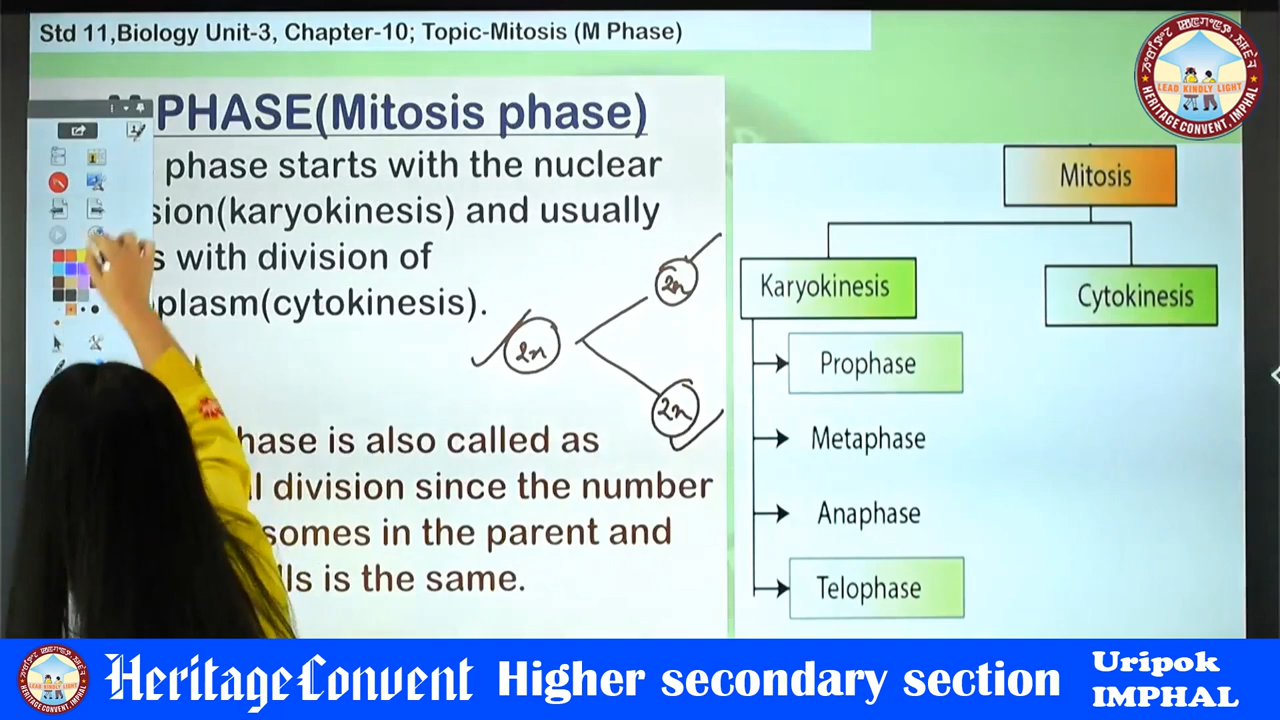 Std 11,Biology Unit-3, Chapter-10; Topic-Mitosis (M Phase)
PHASE(Mitosis phase)
phase starts with the nuclear
sion(karyokinesis) and usually
s with division of
plasm(cytokinesis).
2n
2n
2n
hase is also called as
l division since the number
somes in the parent and
lls is the same.
Mitosis
Karyokinesis
Cytokinesis
Prophase
Metaphase
Anaphase
Telophase
LEAD KINDLY LIGHT
HERITAGE CONVENT, IMPHAL
Heritage Convent Higher secondary section
Uripok
IMPHAL